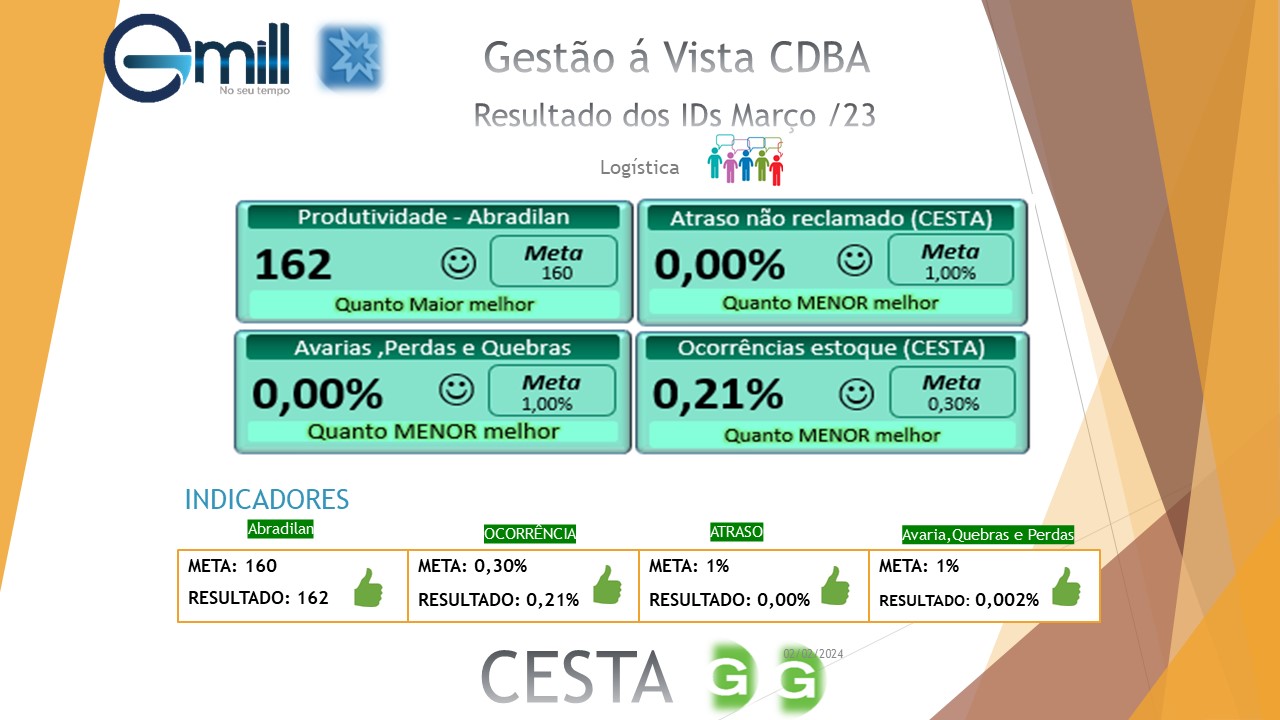 Gmill
No seu tempo
Gestão á Vista CDBA
Resultado dos IDs Março /23
Logística
Produtividade - Abradilan
162
Meta
160
Quanto Maior melhor
Atraso não reclamado (CESTA)
0,00%
Meta
1,00%
Quanto MENOR melhor
Avarias ,Perdas e Quebras
0,00%
Meta
1,00%
Quanto MENOR melhor
Ocorrências estoque (CESTA)
0,21%
Meta
0,30%
Quanto MENOR melhor
INDICADORES
Abradilan
OCORRÊNCIA
ATRASO
Avaria,Quebras e Perdas
META: 160
RESULTADO: 162
META: 0,30%
RESULTADO: 0,21%
META: 1%
RESULTADO: 0,00%
META: 1%
RESULTADO: 0,002%
CESTA
G
G
02/02/2024